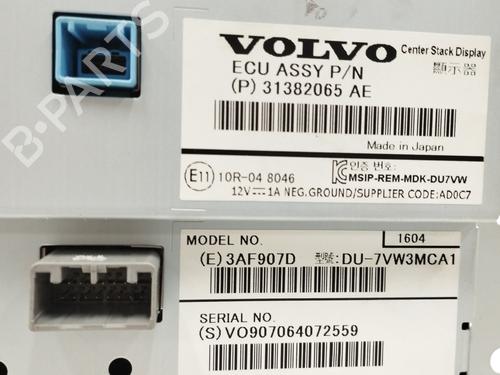 VOLVO
Center Stack Display
顯示器
ECU ASSY P/N
(P) 31382065 AE
Made in Japan
E11 10R-04 8046
인증 번호:
MSIP-REM-MDK-DU7VW
12V⎓1A NEG.GROUND/SUPPLIER CODE:AD0C7
MODEL NO.
1604
(E) 3AF907D
型號: DU-7VW3MCA1
SERIAL NO.
(S) VO907064072559
B-PARTS